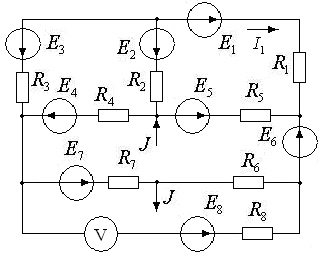 E3 E2 E1 I1
R1
R3 E4 R4 R2 E5 R5
J E6
E7 R7 J R6
V E8 R8